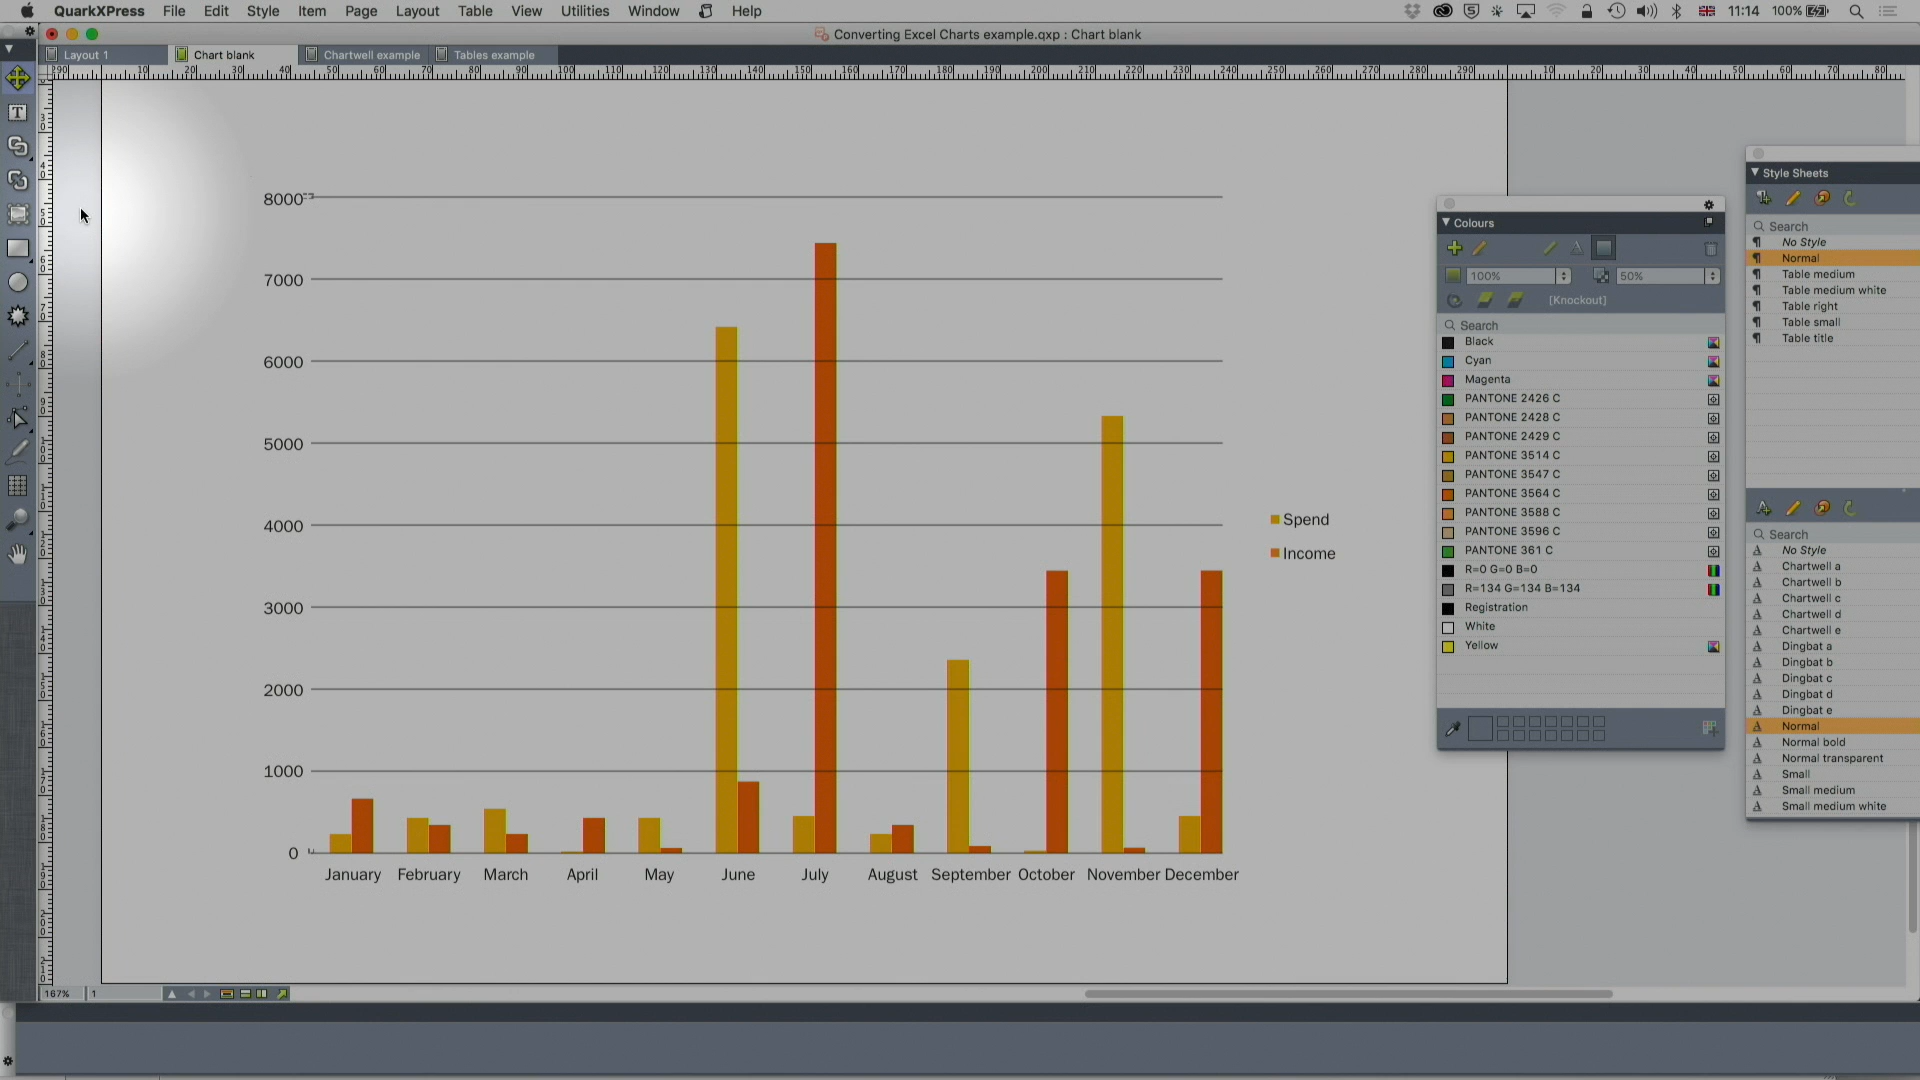 QuarkXPress File Edit Style Item Page Layout Table View Utilities Window Help 11:14 100%
Converting Excel Charts example.qxp : Chart blank
Layout 1 Chart blank Chartwell example Tables example
8000
7000
6000
5000
4000
3000
2000
1000
0
January February March April May June July August September October November December
Spend
Income
Colours
100% 50%
[Knockout]
Search
Black
Cyan
Magenta
PANTONE 2426 C
PANTONE 2428 C
PANTONE 2429 C
PANTONE 3514 C
PANTONE 3547 C
PANTONE 3564 C
PANTONE 3588 C
PANTONE 3596 C
PANTONE 361 C
R=0 G=0 B=0
R=134 G=134 B=134
Registration
White
Yellow
Style Sheets
Search
No Style
Normal
Table medium
Table medium white
Table right
Table small
Table title
Search
No Style
Chartwell a
Chartwell b
Chartwell c
Chartwell d
Chartwell e
Dingbat a
Dingbat b
Dingbat c
Dingbat d
Dingbat e
Normal
Normal bold
Normal transparent
Small
Small medium
Small medium white
167% 1